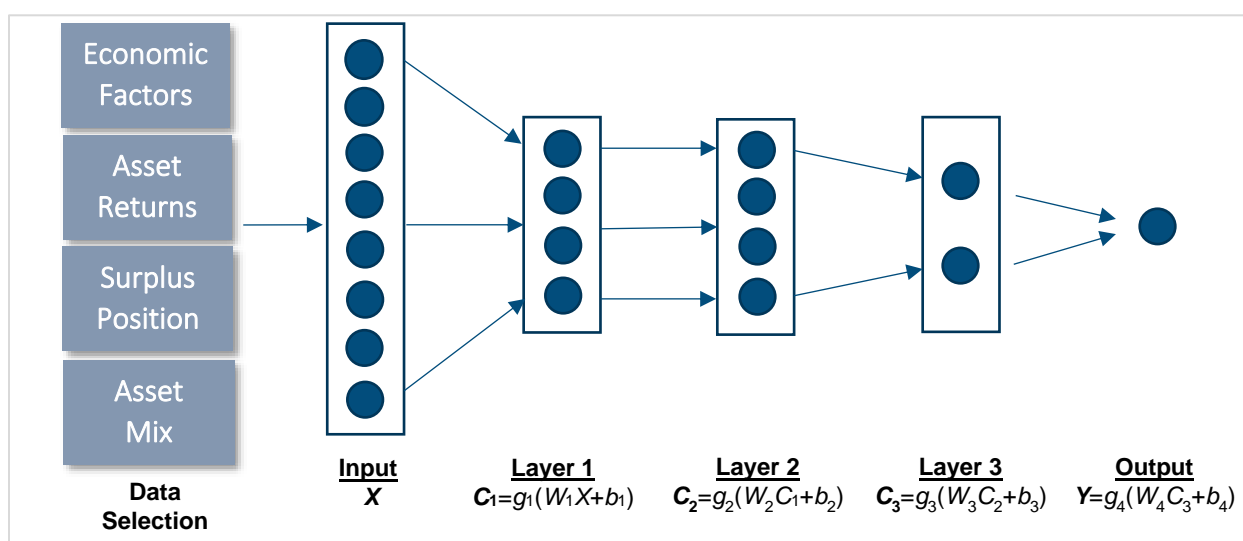 Economic
Factors
Asset
Returns
Surplus
Position
Asset
Mix
Data
Selection
Input
X
Layer 1
C₁=g₁(W₁X+b₁)
Layer 2
C₂=g₂(W₂C₁+b₂)
Layer 3
C₃=g₃(W₃C₂+b₃)
Output
Y=g₄(W₄C₃+b₄)